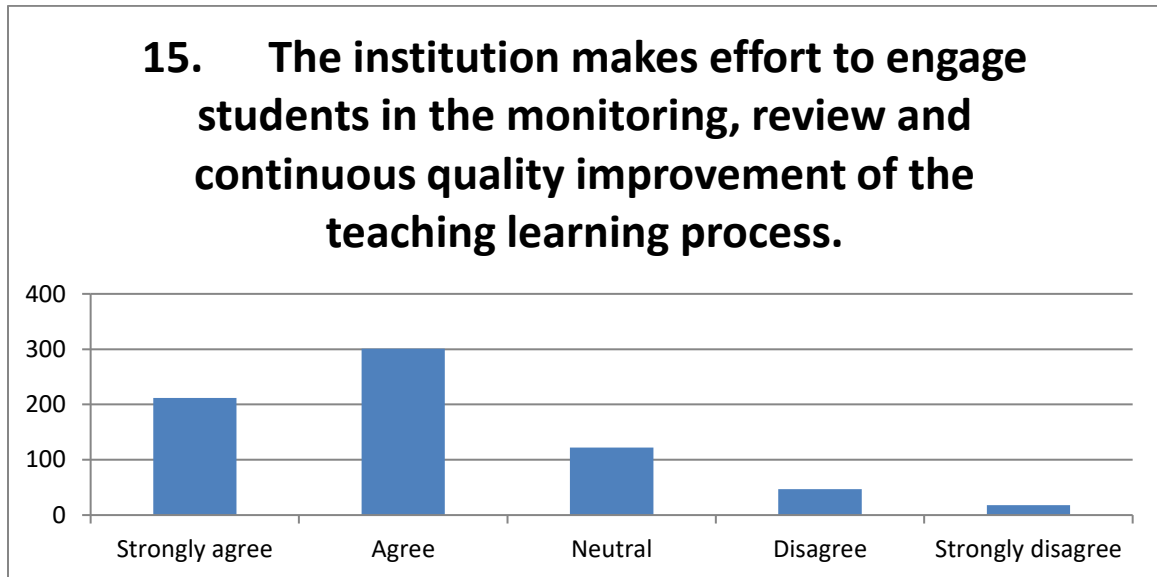 15. The institution makes effort to engage
students in the monitoring, review and
continuous quality improvement of the
teaching learning process.
400
300
200
100
0
Strongly agree
Agree
Neutral
Disagree
Strongly disagree